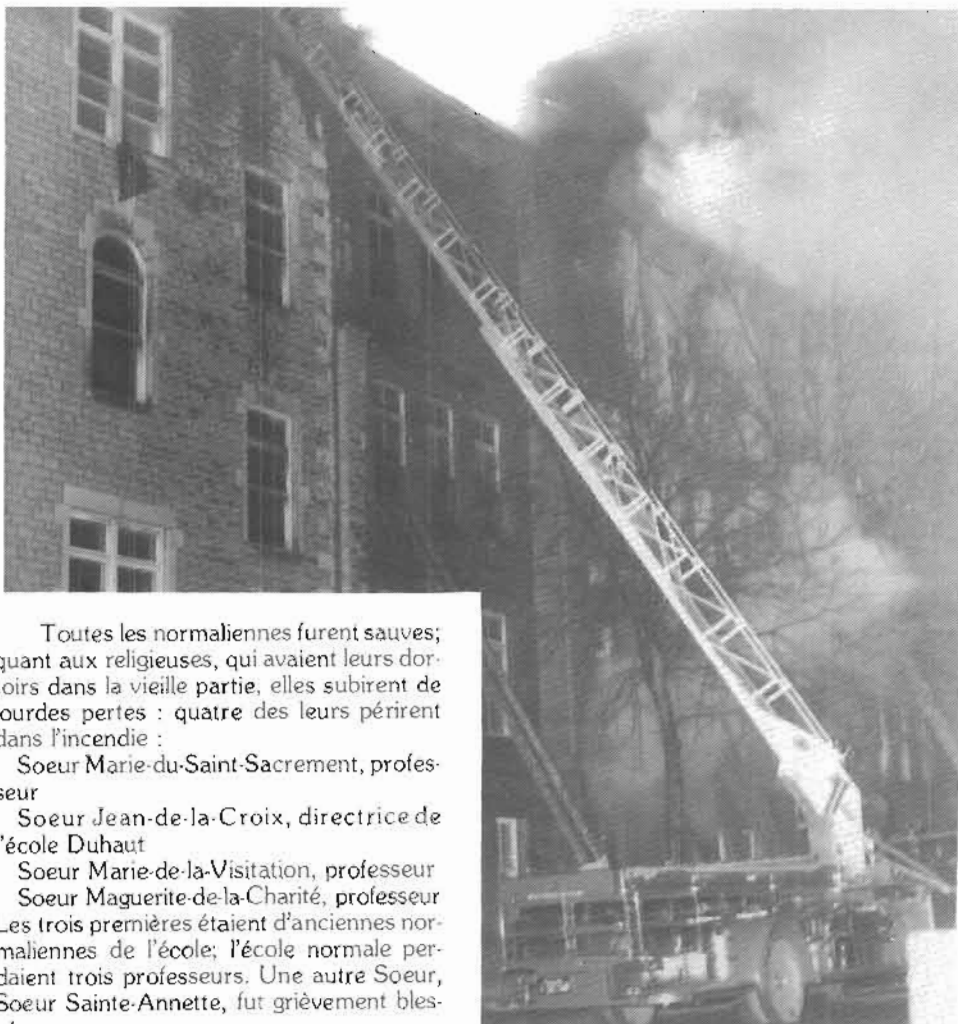 Toutes les normaliennes furent sauves;
quant aux religieuses, qui avaient leurs dor-
oirs dans la vieille partie, elles subirent de
ourdes pertes : quatre des leurs périrent
dans l'incendie :
Soeur Marie-du-Saint-Sacrement, profes-
seur
Soeur Jean-de-la-Croix, directrice de
'école Duhaut
Soeur Marie-de-la-Visitation, professeur
Soeur Maguerite-de-la-Charité, professeur
Les trois premières étaient d'anciennes nor-
maliennes de l'école; l'école normale per-
daient trois professeurs. Une autre Soeur,
Soeur Sainte-Annette, fut grièvement bles-